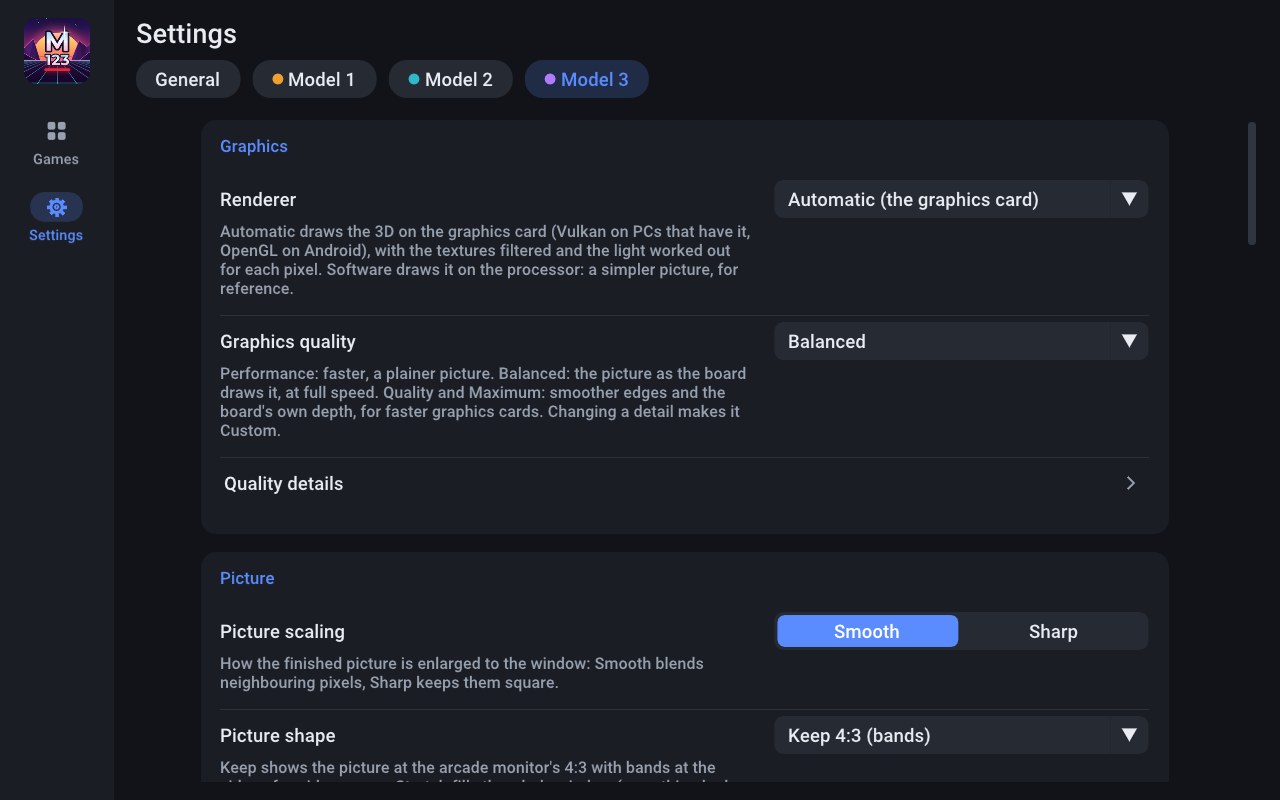 M
123
Games
Settings
Settings
General
Model 1
Model 2
Model 3
Graphics
Renderer
Automatic (the graphics card)
Automatic draws the 3D on the graphics card (Vulkan on PCs that have it,
OpenGL on Android), with the textures filtered and the light worked out
for each pixel. Software draws it on the processor: a simpler picture, for
reference.
Graphics quality
Balanced
Performance: faster, a plainer picture. Balanced: the picture as the board
draws it, at full speed. Quality and Maximum: smoother edges and the
board's own depth, for faster graphics cards. Changing a detail makes it
Custom.
Quality details
Picture
Picture scaling
Smooth
Sharp
How the finished picture is enlarged to the window: Smooth blends
neighbouring pixels, Sharp keeps them square.
Picture shape
Keep 4:3 (bands)
Keep shows the picture at the arcade monitor's 4:3 with bands at the